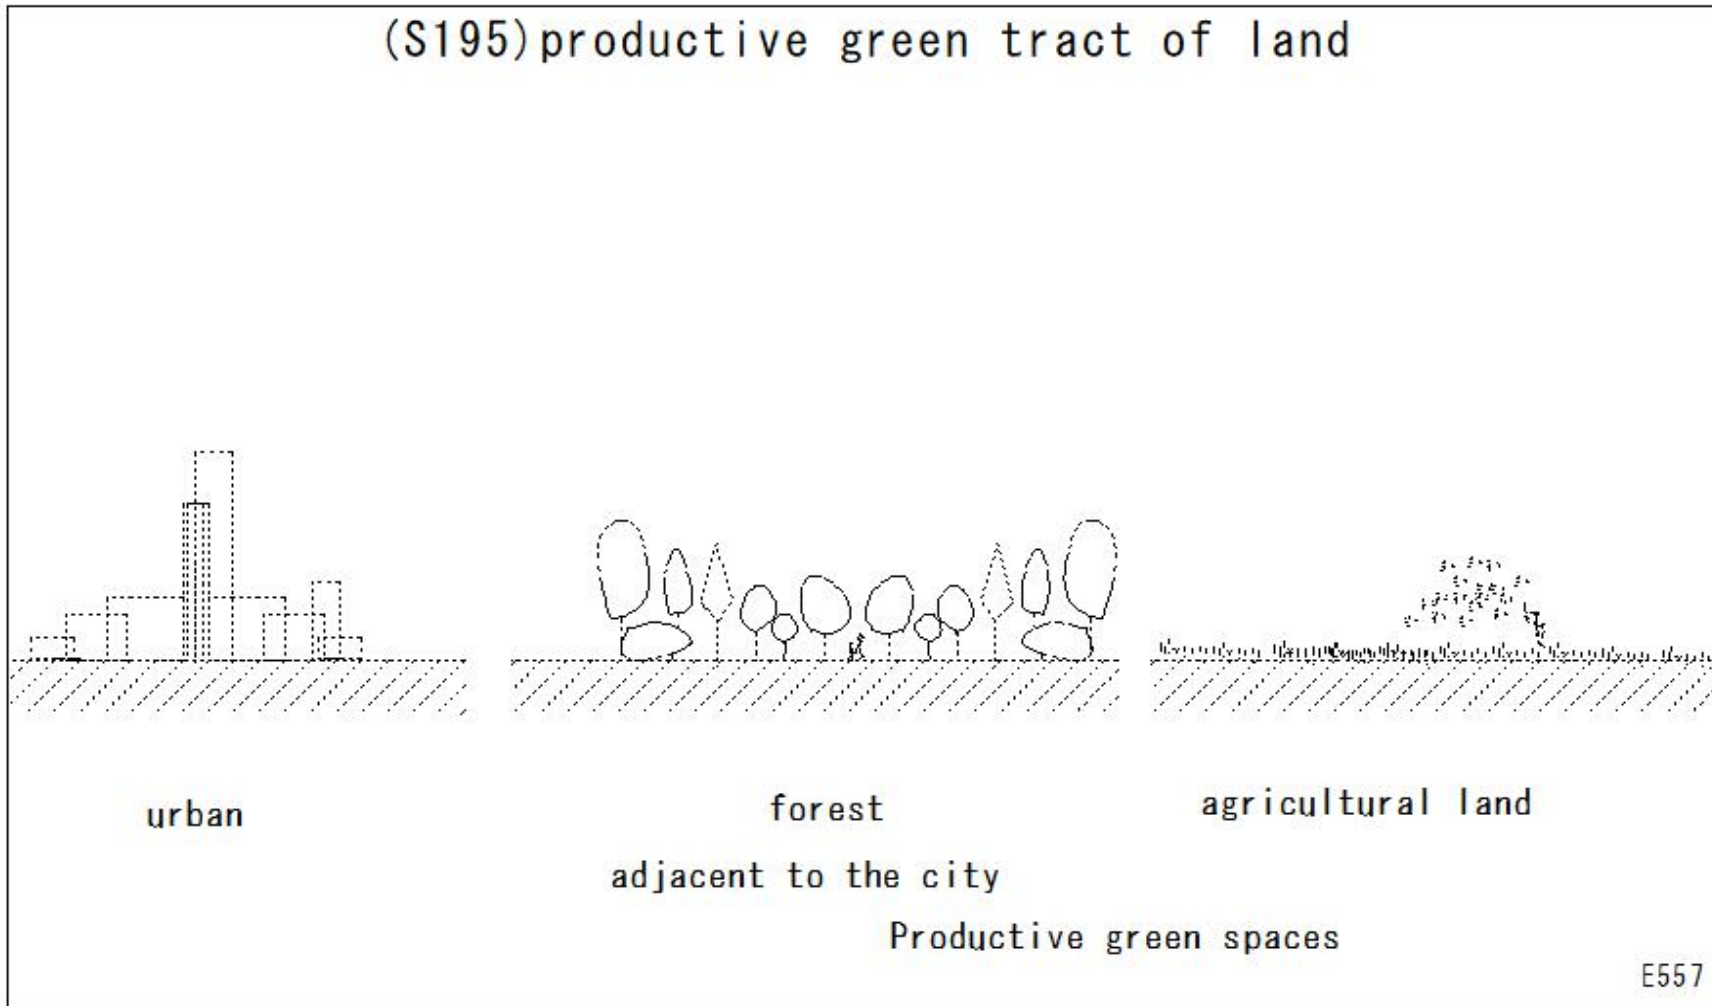 (S195)productive green tract of land
urban
forest
agricultural land
adjacent to the city
Productive green spaces
E557